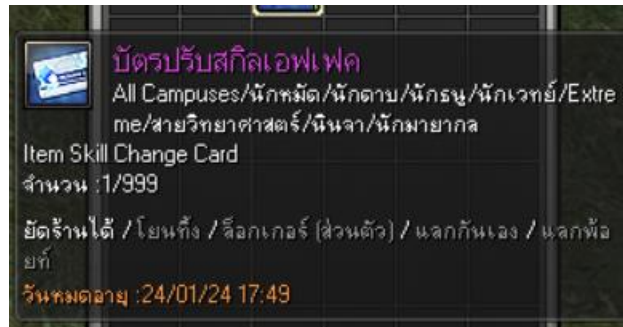 บัตรปรับสกิลเอฟเฟค
All Campuses/นักหมัด/นักดาบ/นักธนู/นักเวทย์/Extre
me/สายวิทยาศาสตร์/นินจา/นักมายากล
Item Skill Change Card
จำนวน :1/999
ยัดร้านได้ / โยนทิ้ง / ล็อกเกอร์ (ส่วนตัว) / แลกกันเอง / แลกพ้อ
ยท์
วันหมดอายุ :24/01/24 17:49